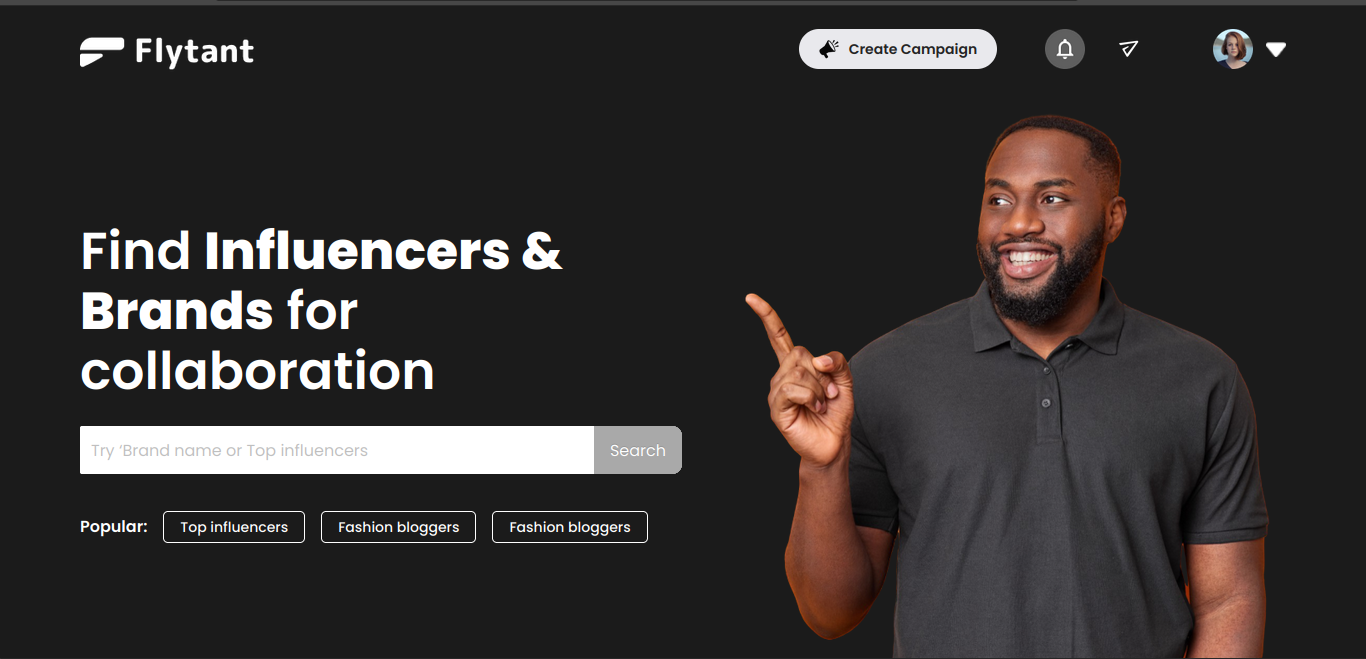 Flytant
Create Campaign
Find Influencers &
Brands for
collaboration
Try ‘Brand name or Top influencers
Search
Popular:
Top influencers
Fashion bloggers
Fashion bloggers